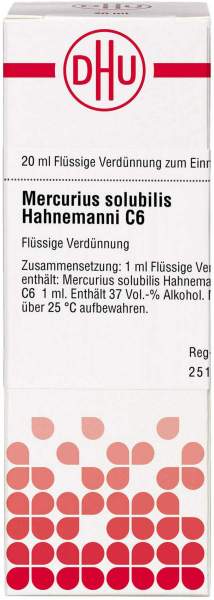 DHU
20 ml Flüssige Verdünnung zum Einn
Mercurius solubilis
Hahnemanni C6
Flüssige Verdünnung
Zusammensetzung: 1 ml Flüssige Ver
enthält: Mercurius solubilis Hahnema
C6 1 ml. Enthält 37 Vol.-% Alkohol.
über 25 °C aufbewahren.
Reg-
251